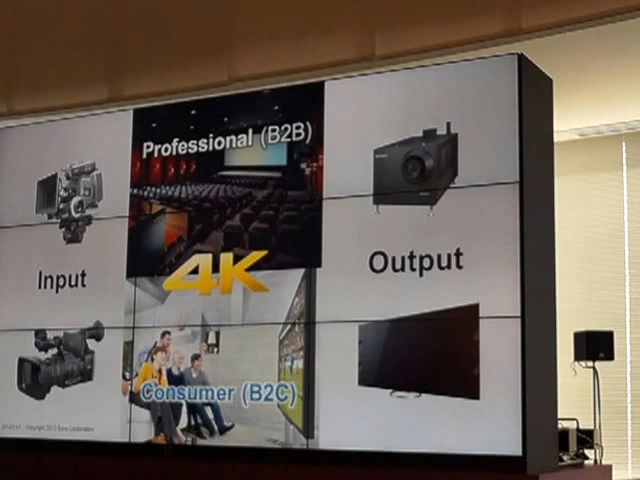 Professional (B2B)
4K
Input
Output
Consumer (B2C)